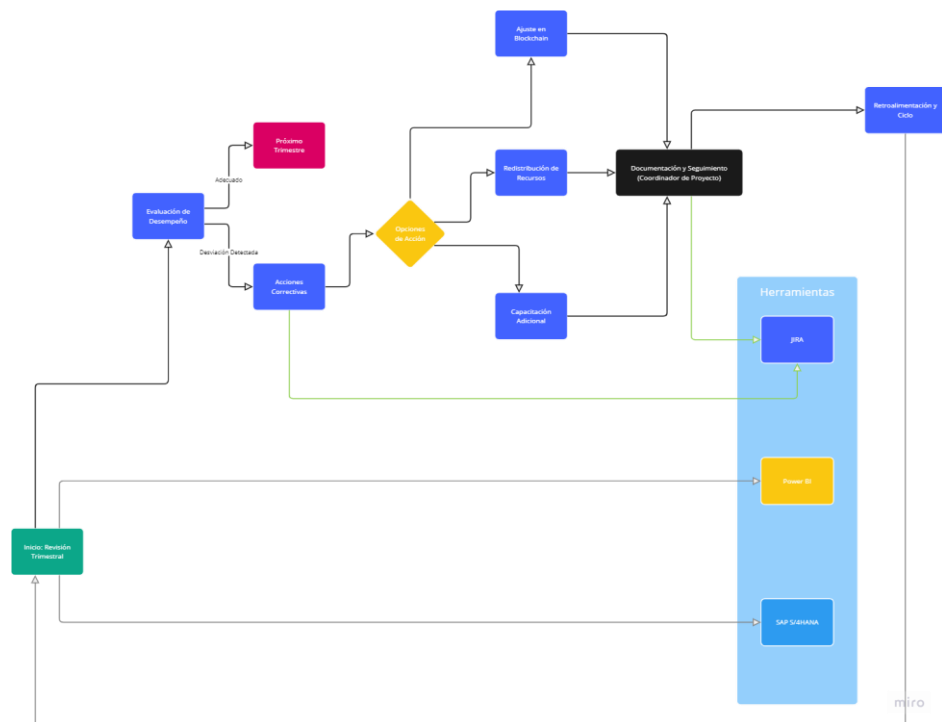 Ajuste en
Blockchain
Retroalimentación y
Ciclo
Próximo
Trimestre
Adecuado
Redistribución de
Recursos
Documentación y Seguimiento
(Coordinador de Proyecto)
Evaluación de
Desempeño
Opciones
de Acción
Desviación Detectada
Acciones
Correctivas
Capacitación
Adicional
Herramientas
JIRA
Power BI
Inicio: Revisión
Trimestral
SAP S/4HANA
miro